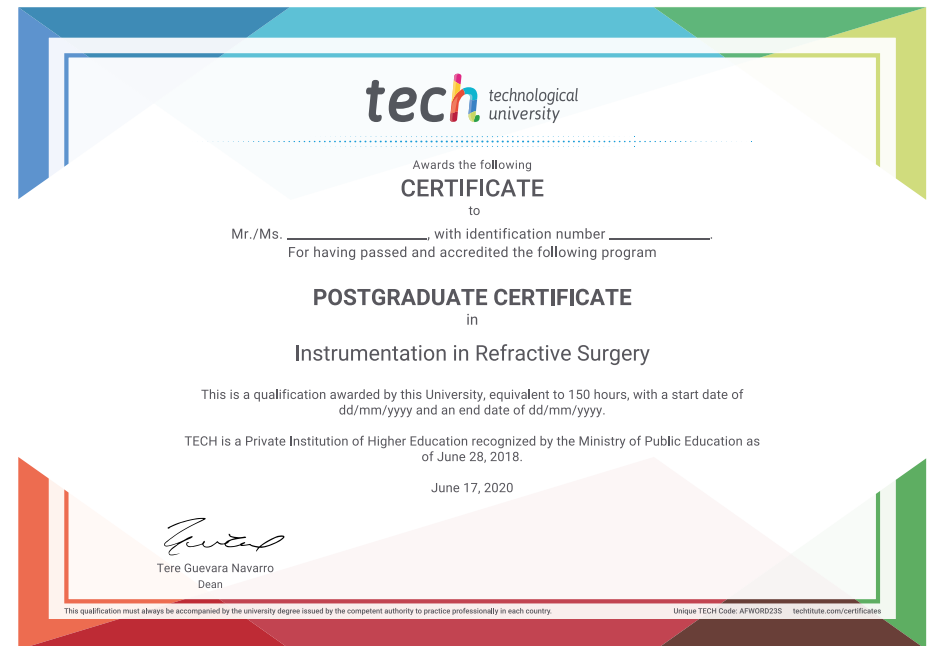 tech technological
university
Awards the following
CERTIFICATE
to
Mr./Ms. ____________________, with identification number ______________.
For having passed and accredited the following program
POSTGRADUATE CERTIFICATE
in
Instrumentation in Refractive Surgery
This is a qualification awarded by this University, equivalent to 150 hours, with a start date of
dd/mm/yyyy and an end date of dd/mm/yyyy.
TECH is a Private Institution of Higher Education recognized by the Ministry of Public Education as
of June 28, 2018.
June 17, 2020
Tere Guevara Navarro
Dean
This qualification must always be accompanied by the university degree issued by the competent authority to practice professionally in each country.
Unique TECH Code: AFWORD23S techtitute.com/certificates